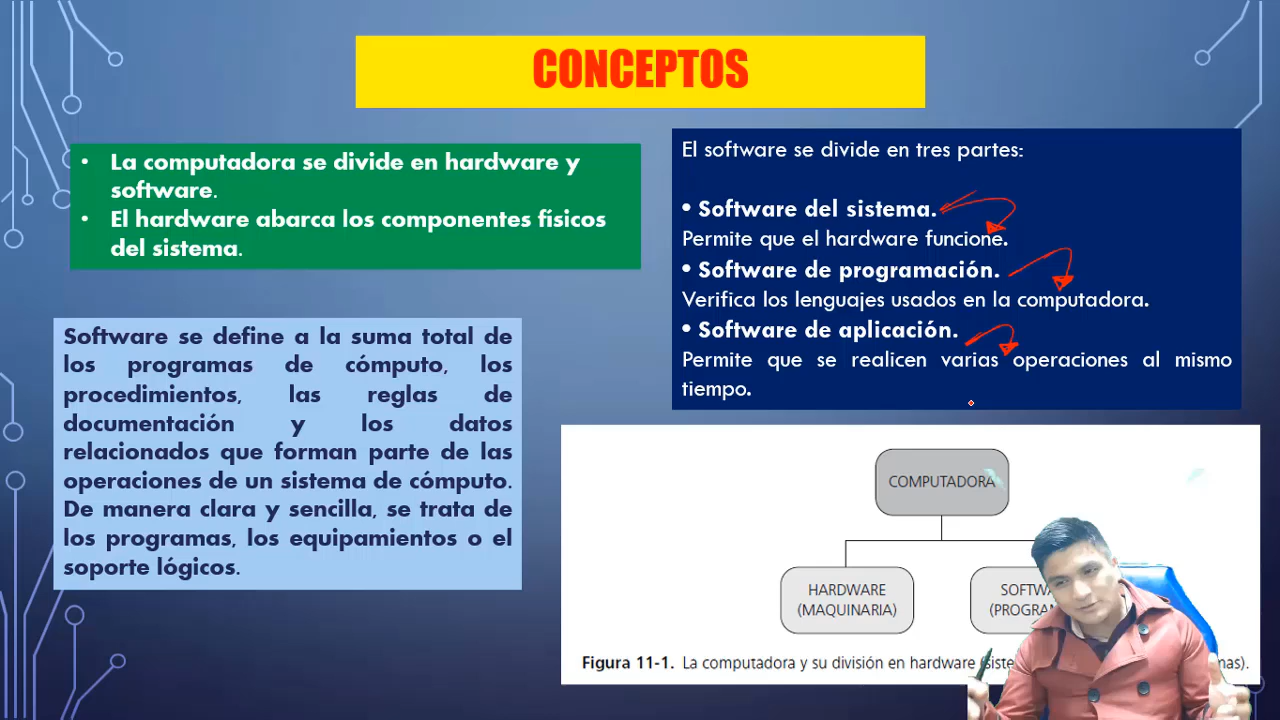 CONCEPTOS
• La computadora se divide en hardware y
software.
• El hardware abarca los componentes físicos
del sistema.
Software se define a la suma total de
los programas de cómputo, los
procedimientos, las reglas de
documentación y los datos
relacionados que forman parte de las
operaciones de un sistema de cómputo.
De manera clara y sencilla, se trata de
los programas, los equipamientos o el
soporte lógicos.
El software se divide en tres partes:
• Software del sistema.
Permite que el hardware funcione.
• Software de programación.
Verifica los lenguajes usados en la computadora.
• Software de aplicación.
Permite que se realicen varias operaciones al mismo
tiempo.
COMPUTADORA
HARDWARE
(MAQUINARIA)
Figura 11-1. La computadora y su división en hardware